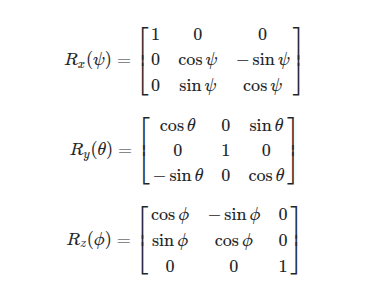 R_x(ψ) = [1 0 0
0 cos ψ − sin ψ
0 sin ψ cos ψ]
R_y(θ) = [cos θ 0 sin θ
0 1 0
− sin θ 0 cos θ]
R_z(ϕ) = [cos ϕ − sin ϕ 0
sin ϕ cos ϕ 0
0 0 1]